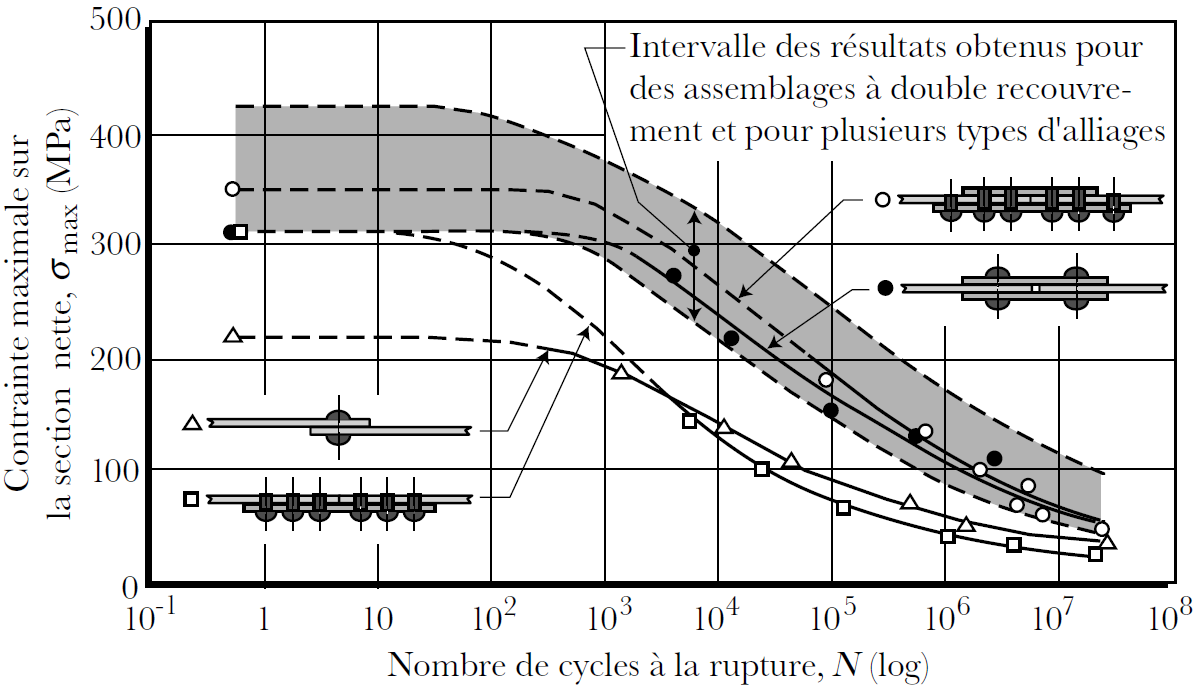 500
400
300
200
100
0
Contrainte maximale sur
la section nette, σmax (MPa)
Intervalle des résultats obtenus pour
des assemblages à double recouvre-
ment et pour plusieurs types d'alliages
10⁻¹ 1 10 10² 10³ 10⁴ 10⁵ 10⁶ 10⁷ 10⁸
Nombre de cycles à la rupture, N (log)